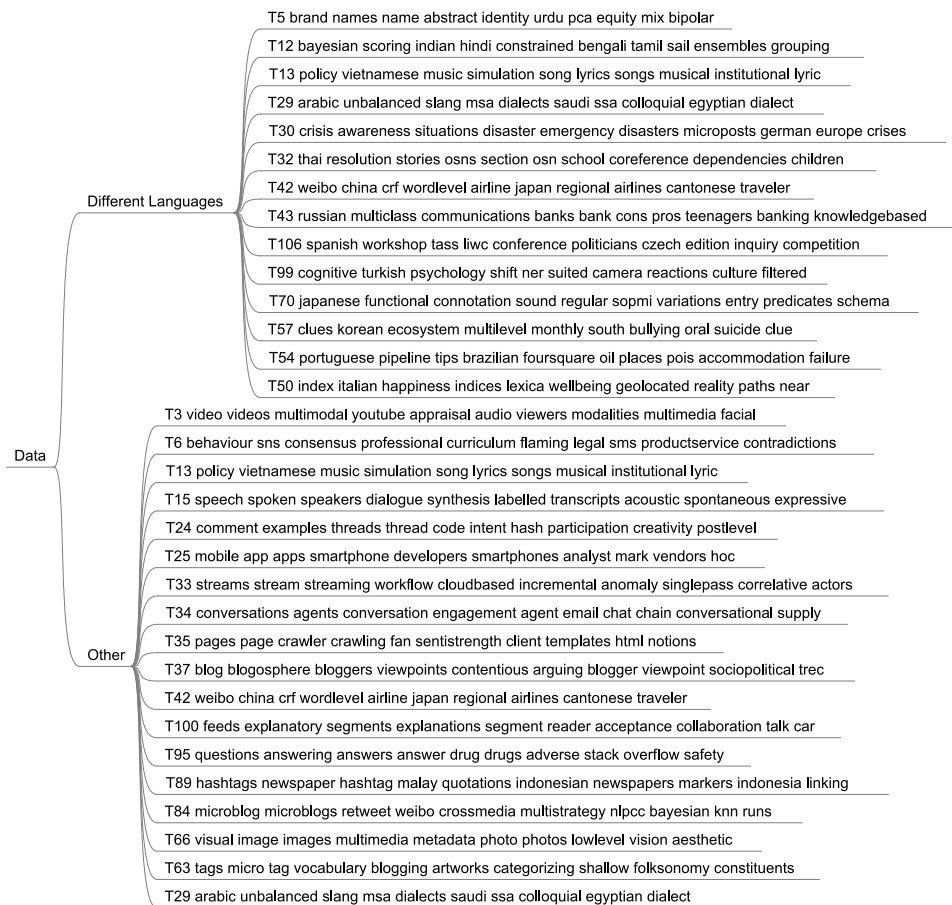 T5 brand names name abstract identity urdu pca equity mix bipolar
T12 bayesian scoring indian hindi constrained bengali tamil sail ensembles grouping
T13 policy vietnamese music simulation song lyrics songs musical institutional lyric
T29 arabic unbalanced slang msa dialects saudi ssa colloquial egyptian dialect
T30 crisis awareness situations disaster emergency disasters microposts german europe crises
T32 thai resolution stories osns section osn school coreference dependencies children
T42 weibo china crf wordlevel airline japan regional airlines cantonese traveler
Different Languages
T43 russian multiclass communications banks bank cons pros teenagers banking knowledgebased
T106 spanish workshop tass liwc conference politicians czech edition inquiry competition
T99 cognitive turkish psychology shift ner suited camera reactions culture filtered
T70 japanese functional connotation sound regular sopmi variations entry predicates schema
T57 clues korean ecosystem multilevel monthly south bullying oral suicide clue
T54 portuguese pipeline tips brazilian foursquare oil places pois accommodation failure
T50 index italian happiness indices lexica wellbeing geolocated reality paths near
T3 video videos multimodal youtube appraisal audio viewers modalities multimedia facial
Data
T6 behaviour sns consensus professional curriculum flaming legal sms productservice contradictions
T13 policy vietnamese music simulation song lyrics songs musical institutional lyric
T15 speech spoken speakers dialogue synthesis labelled transcripts acoustic spontaneous expressive
T24 comment examples threads thread code intent hash participation creativity postlevel
T25 mobile app apps smartphone developers smartphones analyst mark vendors hoc
T33 streams stream streaming workflow cloudbased incremental anomaly singlepass correlative actors
T34 conversations agents conversation engagement agent email chat chain conversational supply
T35 pages page crawler crawling fan sentistrength client templates html notions
Other
T37 blog blogosphere bloggers viewpoints contentious arguing blogger viewpoint sociopolitical trec
T42 weibo china crf wordlevel airline japan regional airlines cantonese traveler
T100 feeds explanatory segments explanations segment reader acceptance collaboration talk car
T95 questions answering answers answer drug drugs adverse stack overflow safety
T89 hashtags newspaper hashtag malay quotations indonesian newspapers markers indonesia linking
T84 microblog microblogs retweet weibo crossmedia multistrategy nlpcc bayesian knn runs
T66 visual image images multimedia metadata photo photos lowlevel vision aesthetic
T63 tags micro tag vocabulary blogging artworks categorizing shallow folksonomy constituents
T29 arabic unbalanced slang msa dialects saudi ssa colloquial egyptian dialect